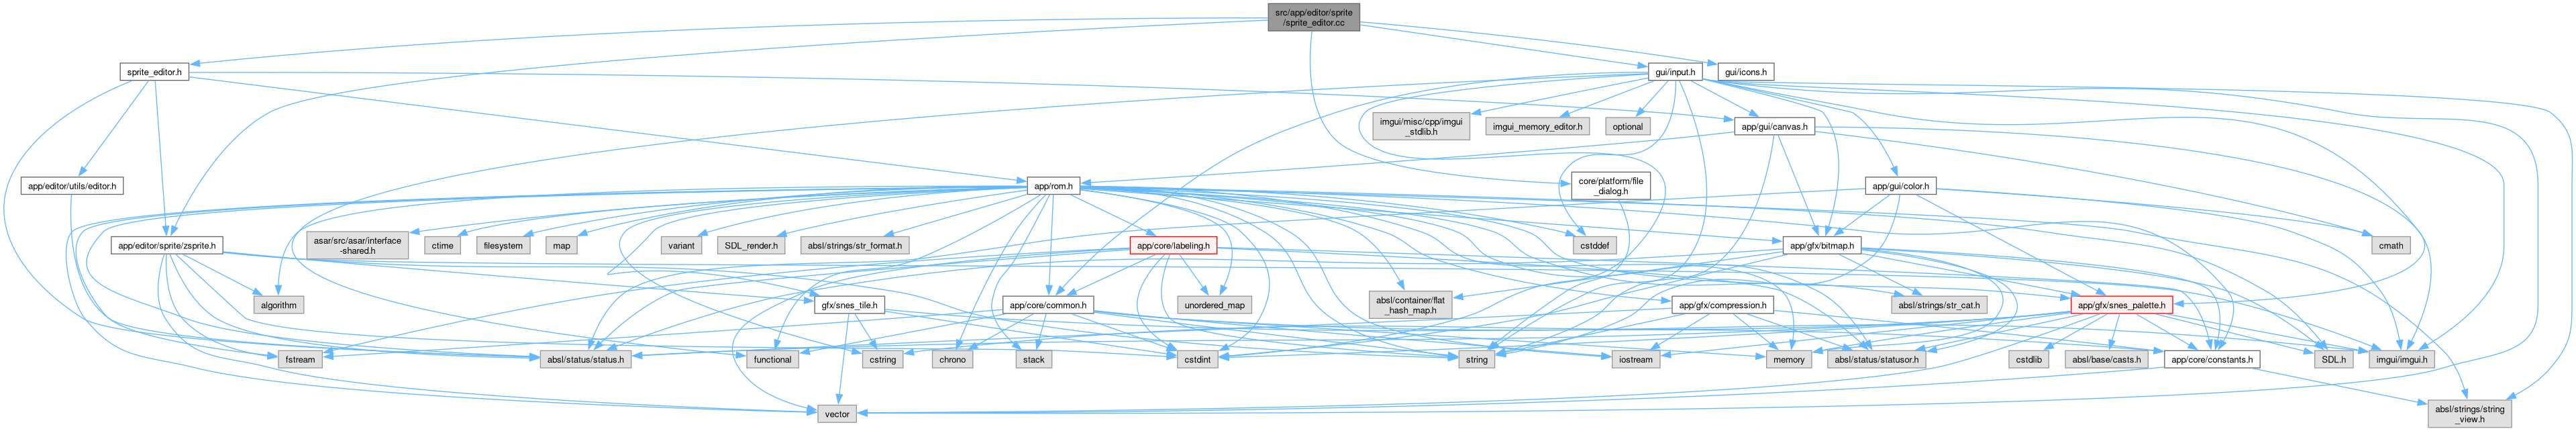 src/app/editor/sprite
/sprite_editor.cc
sprite_editor.h
gui/input.h
gui/icons.h
imgui/misc/cpp/imgui
_stdlib.h
imgui_memory_editor.h
optional
app/gui/canvas.h
app/editor/utils/editor.h
app/rom.h
core/platform/file
_dialog.h
app/gui/color.h
app/editor/sprite/zsprite.h
asar/src/asar/interface
-shared.h
ctime
filesystem
map
variant
SDL_render.h
absl/strings/str_format.h
app/core/labeling.h
cstddef
app/gfx/bitmap.h
cmath
algorithm
gfx/snes_tile.h
app/core/common.h
unordered_map
absl/container/flat
_hash_map.h
app/gfx/compression.h
absl/strings/str_cat.h
app/gfx/snes_palette.h
fstream
absl/status/status.h
functional
cstring
chrono
stack
cstdint
string
iostream
memory
absl/status/statusor.h
cstdlib
absl/base/casts.h
app/core/constants.h
SDL.h
imgui/imgui.h
vector
absl/strings/string
_view.h